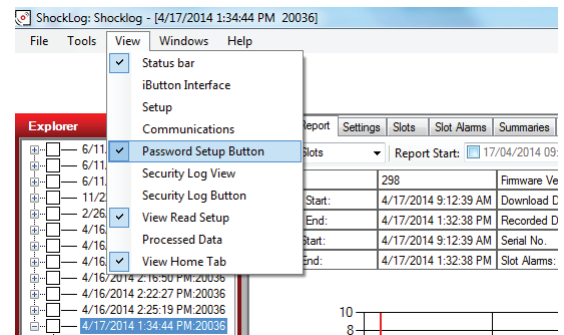 ShockLog: Shocklog - [4/17/2014 1:34:44 PM 20036]
File Tools View Windows Help
Status bar
iButton Interface
Setup
Communications
Password Setup Button
Security Log View
Security Log Button
View Read Setup
Processed Data
View Home Tab
Explorer
6/11
6/11
6/11
11/2
2/26
4/16
4/16
4/16
4/16/2014 2:16:50 PM:20036
4/16/2014 2:22:27 PM:20036
4/16/2014 2:25:19 PM:20036
4/17/2014 1:34:44 PM:20036
Report Settings Slots Slot Alarms Summaries
Slots Report Start: 17/04/2014 09:
298 Firmware Ve
Start: 4/17/2014 9:12:39 AM Download D
End: 4/17/2014 1:32:38 PM Recorded D
Start: 4/17/2014 9:12:39 AM Serial No.
End: 4/17/2014 1:32:38 PM Slot Alarms:
10
8